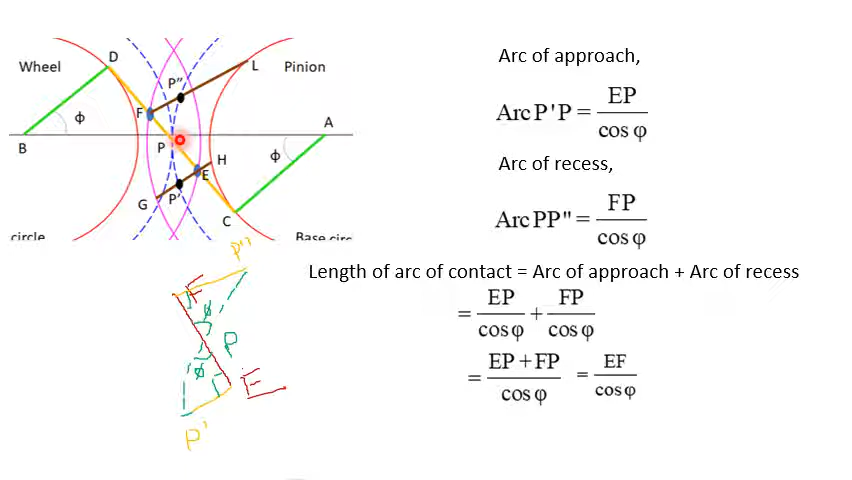 D
Wheel
L
Pinion
P"
F
ϕ
A
B
P
ϕ
H
E
G
P'
C
circle
Base circ
Arc of approach,
Arc P'P = EP / cos φ
Arc of recess,
Arc PP" = FP / cos φ
Length of arc of contact = Arc of approach + Arc of recess
= EP / cos φ + FP / cos φ
= EP + FP / cos φ = EF / cos φ
P"
F
ϕ
P
ϕ
E
P'